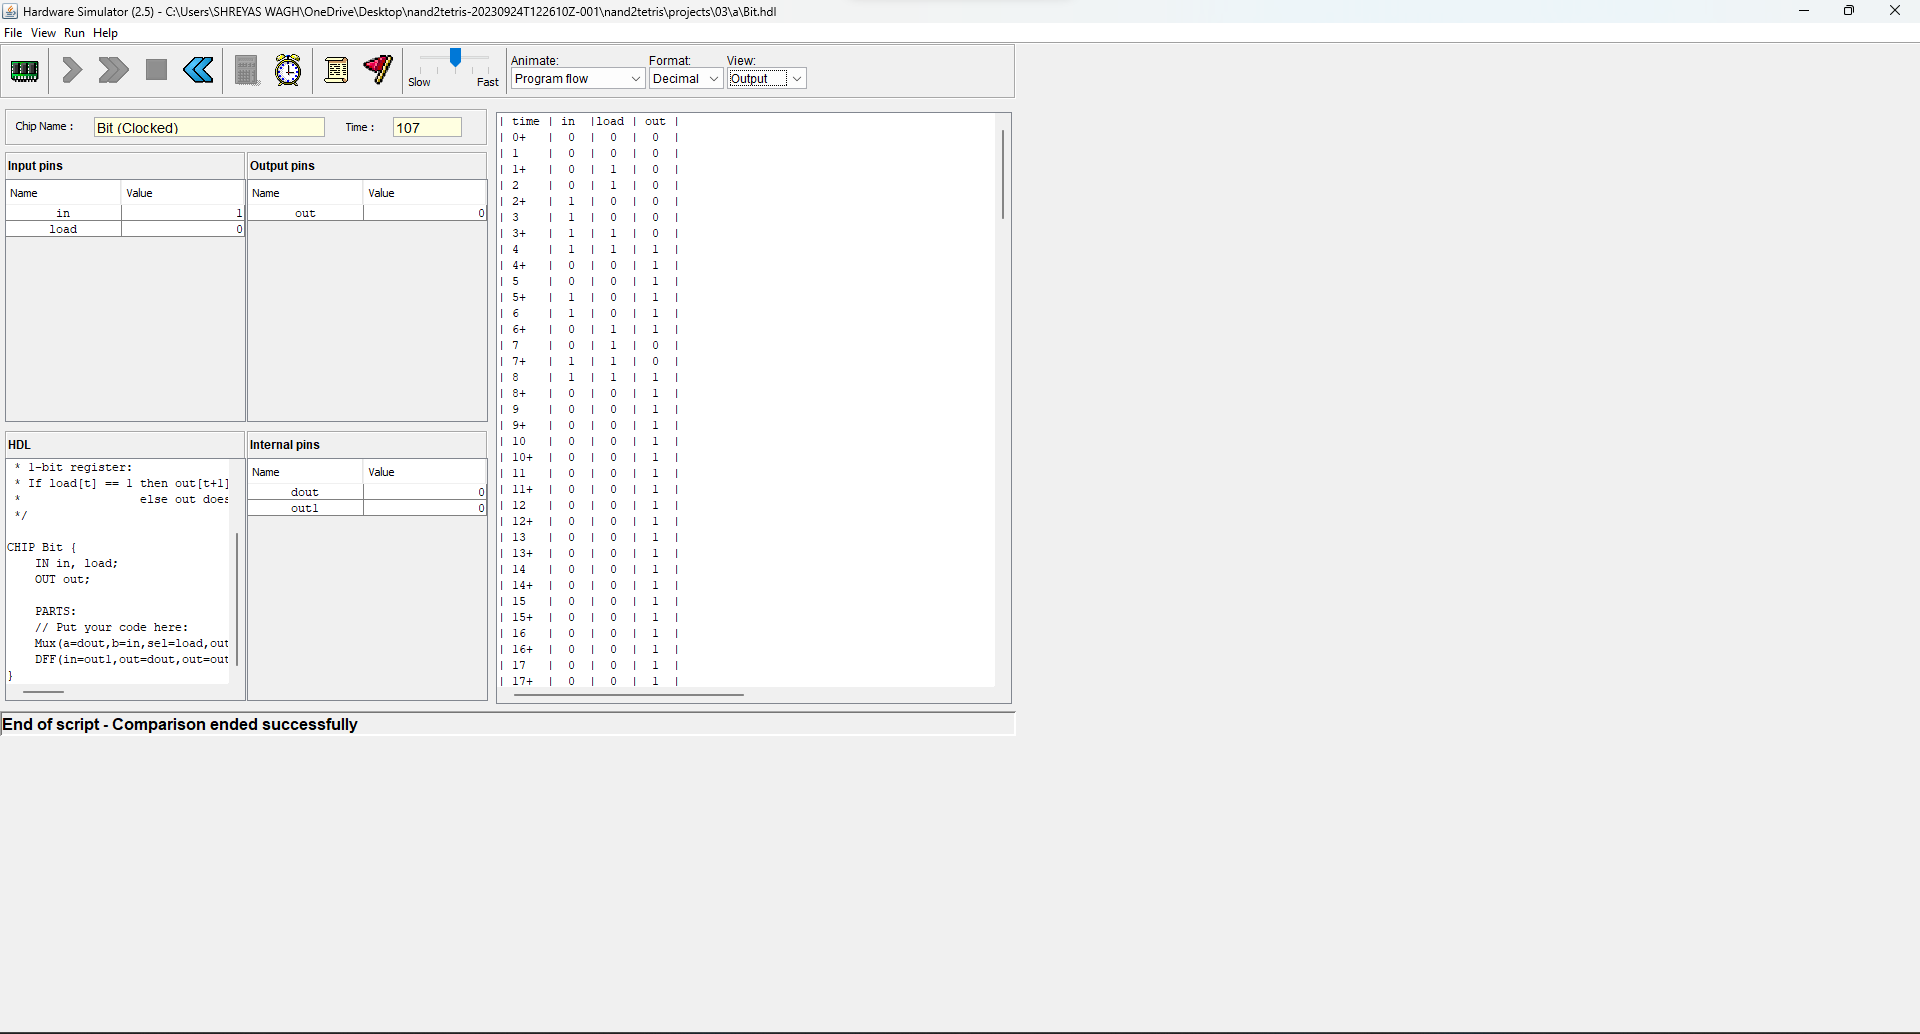 Hardware Simulator (2.5) - C:\Users\SHREYAS WAGH\OneDrive\Desktop\nand2tetris-20230924T122610Z-001\nand2tetris\projects\03\a\Bit.hdl
File View Run Help
Slow Fast
Animate: Format: View:
Program flow Decimal Output
Chip Name : Bit (Clocked) Time : 107
Input pins
Name Value
in 1
load 0
Output pins
Name Value
out 0
HDL
* 1-bit register:
* If load[t] == 1 then out[t+1]
* else out does
*/
CHIP Bit {
IN in, load;
OUT out;
PARTS:
// Put your code here:
Mux(a=dout,b=in,sel=load,out
DFF(in=out1,out=dout,out=out
}
Internal pins
Name Value
dout 0
out1 0
| time | in |load | out |
| 0+ | 0 | 0 | 0 |
| 1 | 0 | 0 | 0 |
| 1+ | 0 | 1 | 0 |
| 2 | 0 | 1 | 0 |
| 2+ | 1 | 0 | 0 |
| 3 | 1 | 0 | 0 |
| 3+ | 1 | 1 | 0 |
| 4 | 1 | 1 | 1 |
| 4+ | 0 | 0 | 1 |
| 5 | 0 | 0 | 1 |
| 5+ | 1 | 0 | 1 |
| 6 | 1 | 0 | 1 |
| 6+ | 0 | 1 | 1 |
| 7 | 0 | 1 | 0 |
| 7+ | 1 | 1 | 0 |
| 8 | 1 | 1 | 1 |
| 8+ | 0 | 0 | 1 |
| 9 | 0 | 0 | 1 |
| 9+ | 0 | 0 | 1 |
| 10 | 0 | 0 | 1 |
| 10+ | 0 | 0 | 1 |
| 11 | 0 | 0 | 1 |
| 11+ | 0 | 0 | 1 |
| 12 | 0 | 0 | 1 |
| 12+ | 0 | 0 | 1 |
| 13 | 0 | 0 | 1 |
| 13+ | 0 | 0 | 1 |
| 14 | 0 | 0 | 1 |
| 14+ | 0 | 0 | 1 |
| 15 | 0 | 0 | 1 |
| 15+ | 0 | 0 | 1 |
| 16 | 0 | 0 | 1 |
| 16+ | 0 | 0 | 1 |
| 17 | 0 | 0 | 1 |
| 17+ | 0 | 0 | 1 |
End of script - Comparison ended successfully